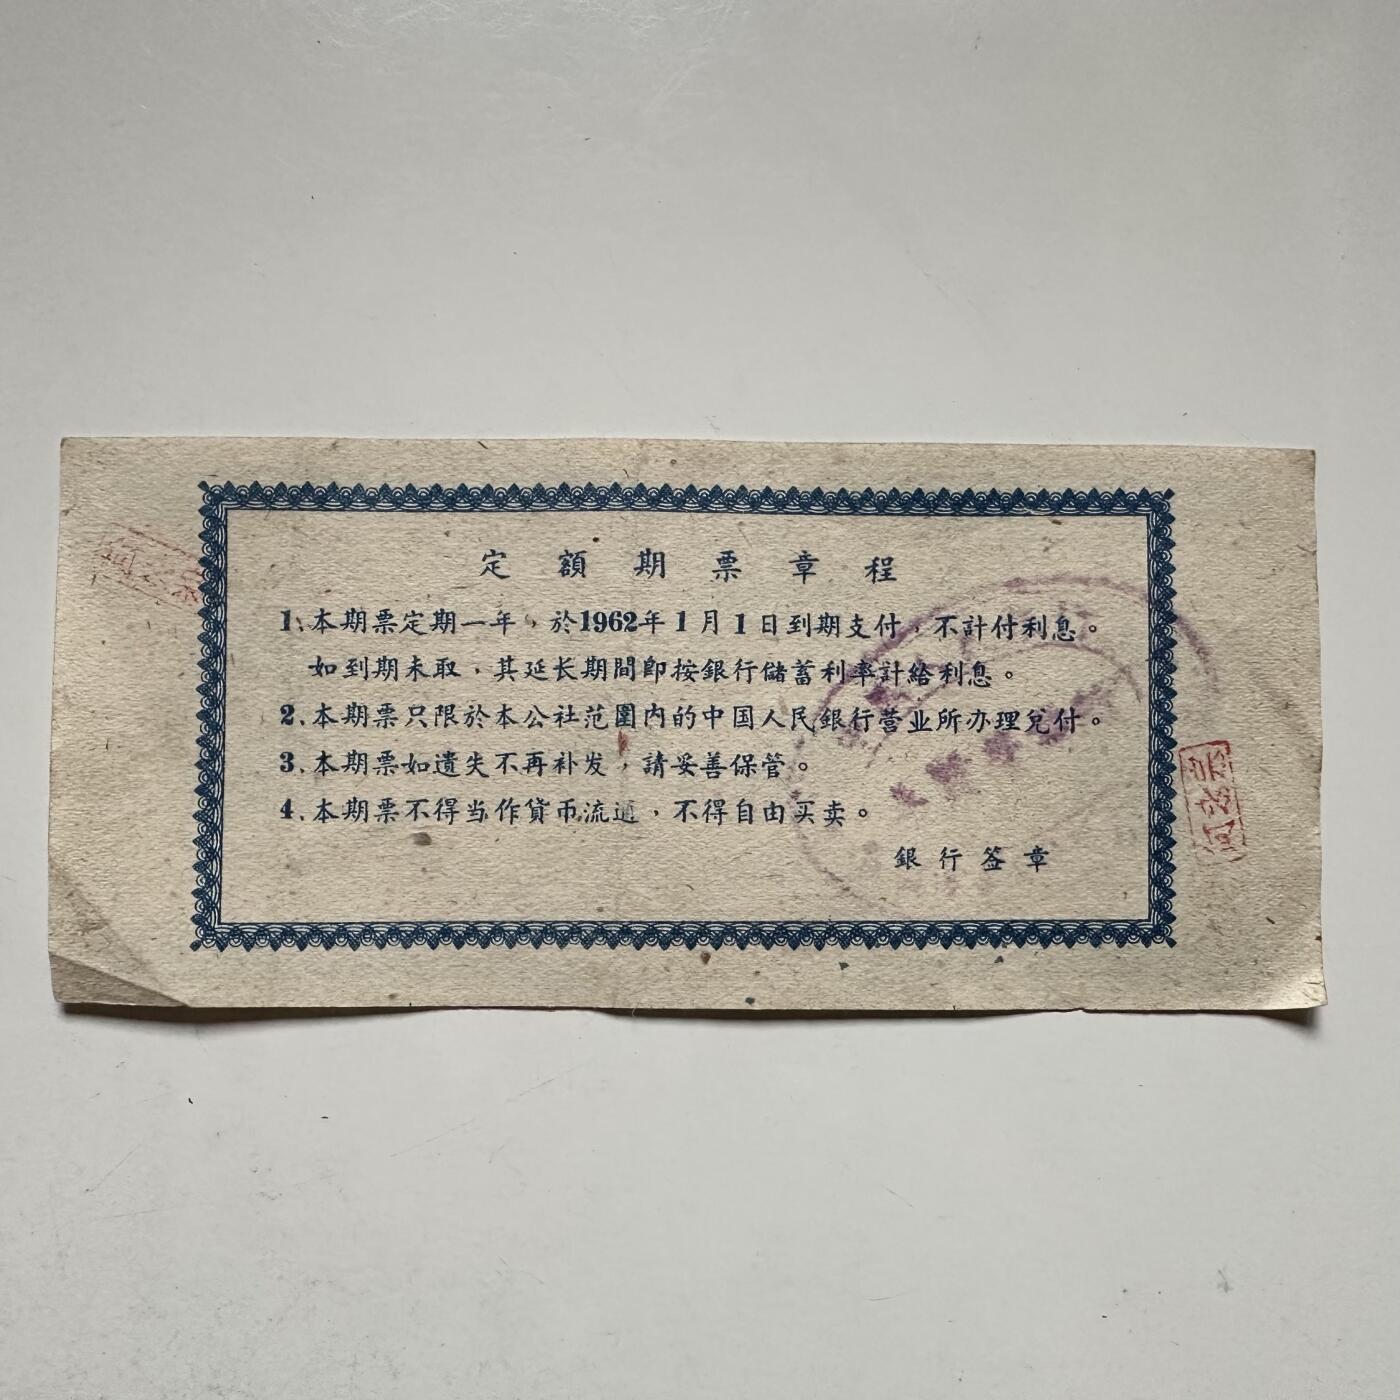 定額期票章程
1、本期票定期一年，於1962年1月1日到期支付，不計付利息。
如到期未取，其延长期間即按銀行儲蓄利率計給利息。
2、本期票只限於本公社范圍内的中国人民銀行营业所办理兑付。
3、本期票如遺失不再补发，請妥善保管。
4、本期票不得当作貨币流通，不得自由买卖。
銀行签章